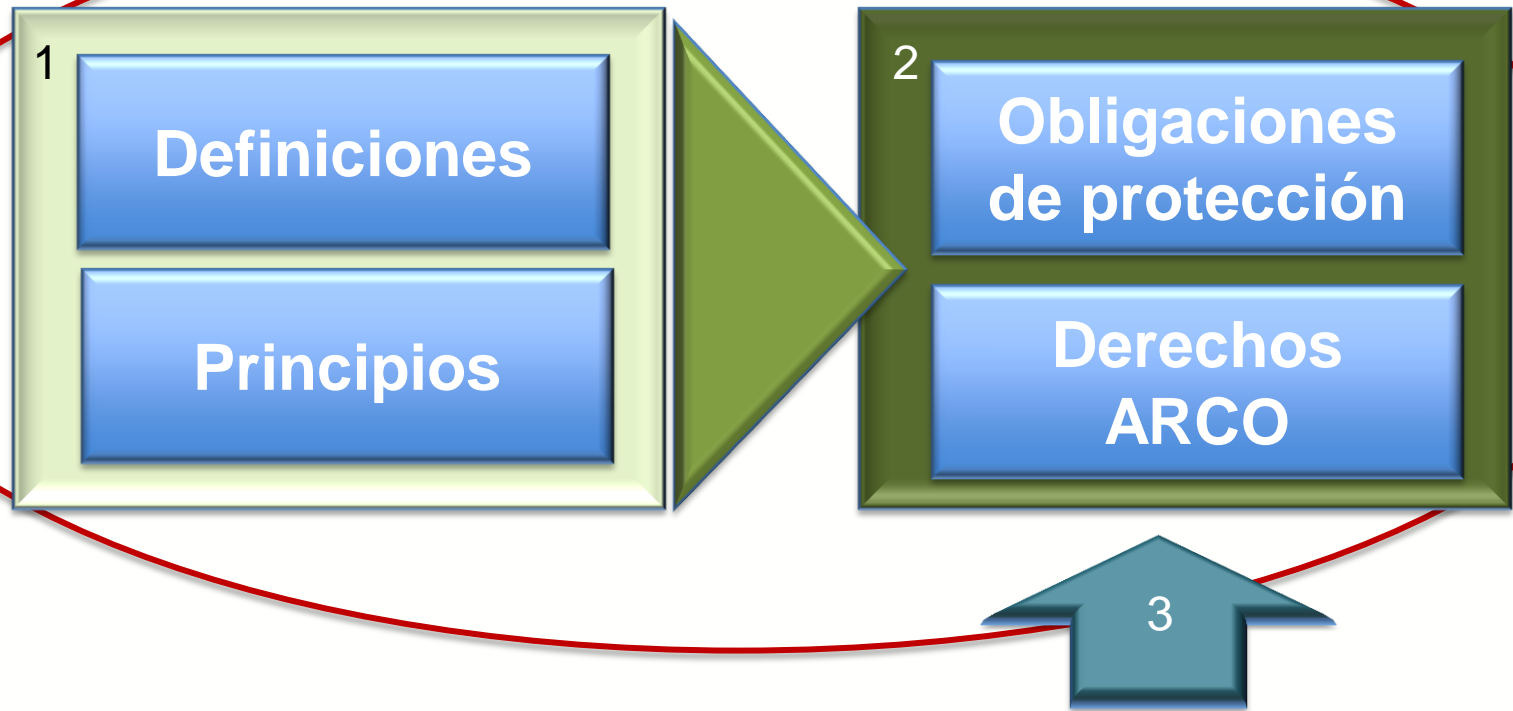 1
Definiciones
Principios
2
Obligaciones
de protección
Derechos
ARCO
3